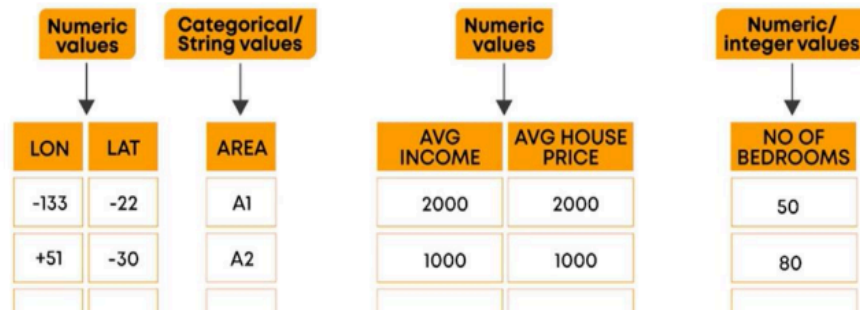 Numeric values
Categorical/ String values
Numeric values
Numeric/ integer values
LON LAT AREA AVG INCOME AVG HOUSE PRICE NO OF BEDROOMS
-133 -22 A1 2000 2000 50
+51 -30 A2 1000 1000 80